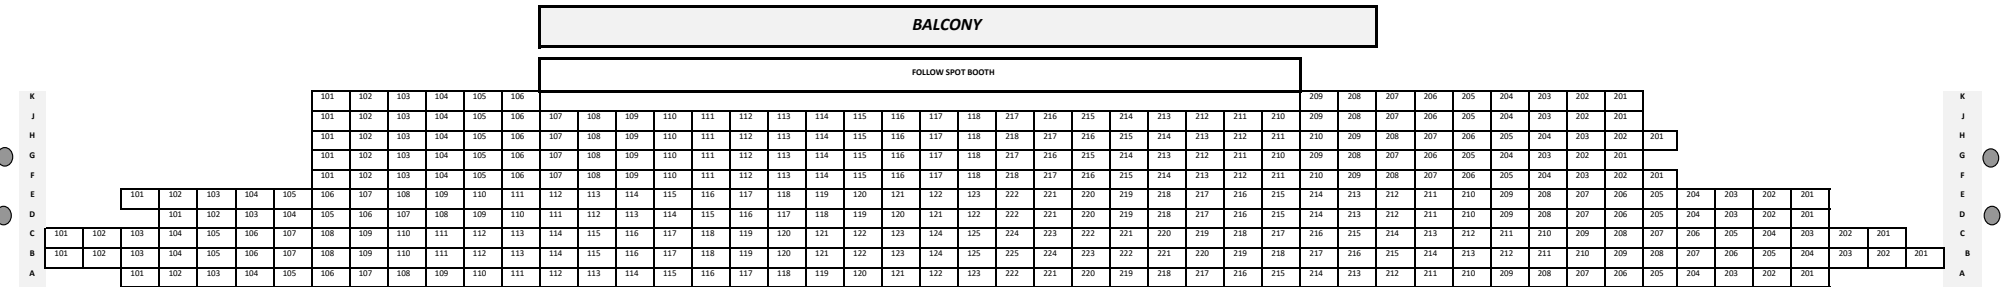 BALCONY
FOLLOW SPOT BOOTH
K 101 102 103 104 105 106 209 208 207 206 205 204 203 202 201 K
J 101 102 103 104 105 106 107 108 109 110 111 112 113 114 115 116 117 118 217 216 215 214 213 212 211 210 209 208 207 206 205 204 203 202 201 J
H 101 102 103 104 105 106 107 108 109 110 111 112 113 114 115 116 117 118 218 217 216 215 214 213 212 211 210 209 208 207 206 205 204 203 202 201 H
G 101 102 103 104 105 106 107 108 109 110 111 112 113 114 115 116 117 118 217 216 215 214 213 212 211 210 209 208 207 206 205 204 203 202 201 G
F 101 102 103 104 105 106 107 108 109 110 111 112 113 114 115 116 117 118 218 217 216 215 214 213 212 211 210 209 208 207 206 205 204 203 202 201 F
E 101 102 103 104 105 106 107 108 109 110 111 112 113 114 115 116 117 118 119 120 121 122 123 222 221 220 219 218 217 216 215 214 213 212 211 210 209 208 207 206 205 204 203 202 201 E
D 101 102 103 104 105 106 107 108 109 110 111 112 113 114 115 116 117 118 119 120 121 122 222 221 220 219 218 217 216 215 214 213 212 211 210 209 208 207 206 205 204 203 202 201 D
C 101 102 103 104 105 106 107 108 109 110 111 112 113 114 115 116 117 118 119 120 121 122 123 124 125 224 223 222 221 220 219 218 217 216 215 214 213 212 211 210 209 208 207 206 205 204 203 202 201 C
B 101 102 103 104 105 106 107 108 109 110 111 112 113 114 115 116 117 118 119 120 121 122 123 124 125 225 224 223 222 221 220 219 218 217 216 215 214 213 212 211 210 209 208 207 206 205 204 203 202 201 B
A 101 102 103 104 105 106 107 108 109 110 111 112 113 114 115 116 117 118 119 120 121 122 123 222 221 220 219 218 217 216 215 214 213 212 211 210 209 208 207 206 205 204 203 202 201 A